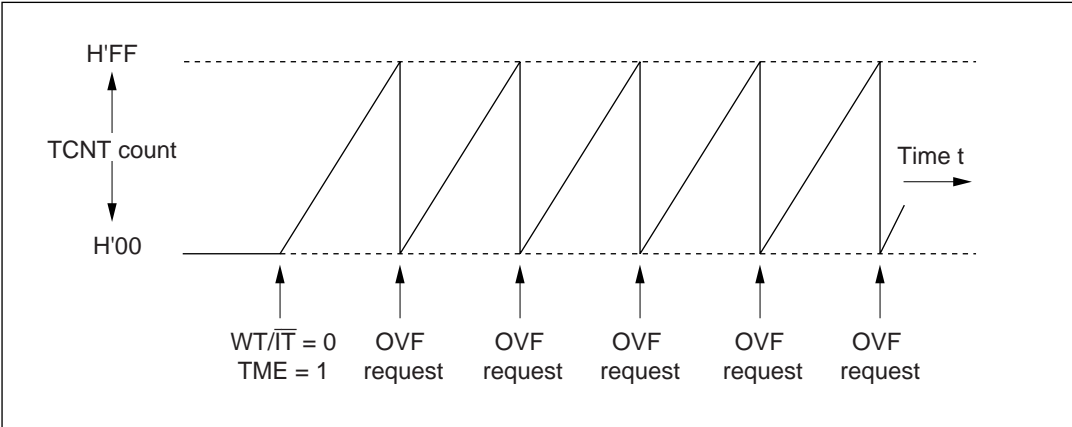 H'FF
TCNT count
Time t
H'00
WT/I̅T̅ = 0
TME = 1
OVF
request
OVF
request
OVF
request
OVF
request
OVF
request